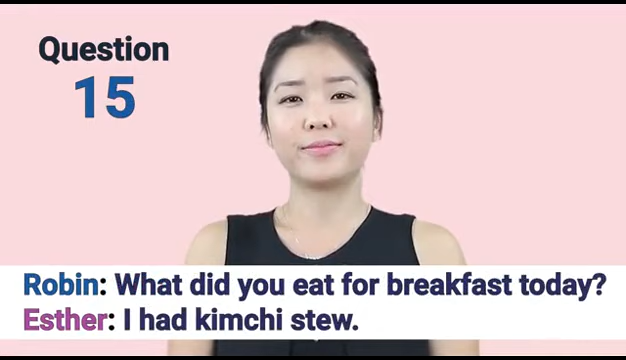 Question
15
Robin: What did you eat for breakfast today?
Esther: I had kimchi stew.